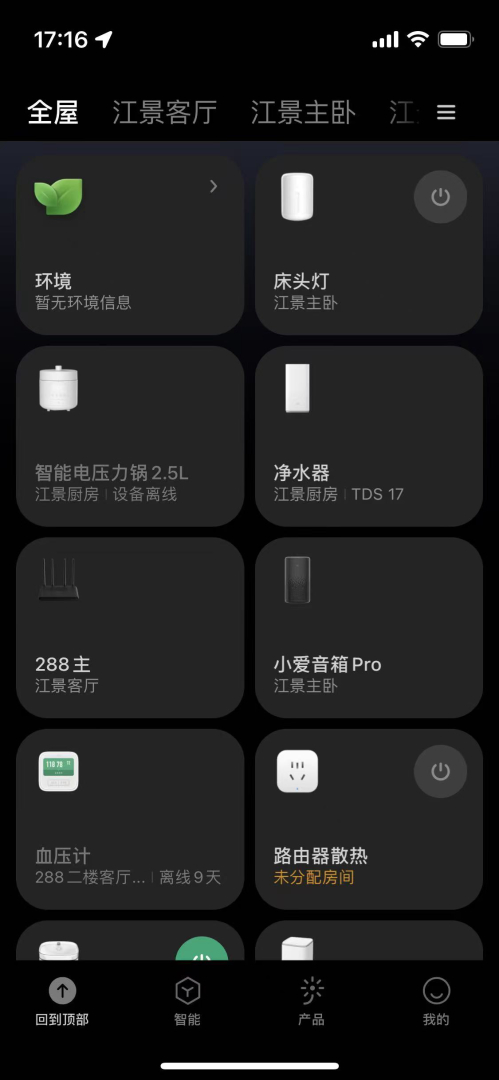 17:16
全屋 江景客厅 江景主卧
环境
暂无环境信息
床头灯
江景主卧
智能电压力锅2.5L
江景厨房 | 设备离线
净水器
江景厨房 | TDS 17
288主
江景客厅
小爱音箱Pro
江景主卧
血压计
288二楼客厅... | 离线9天
路由器散热
未分配房间
回到顶部
智能
产品
我的